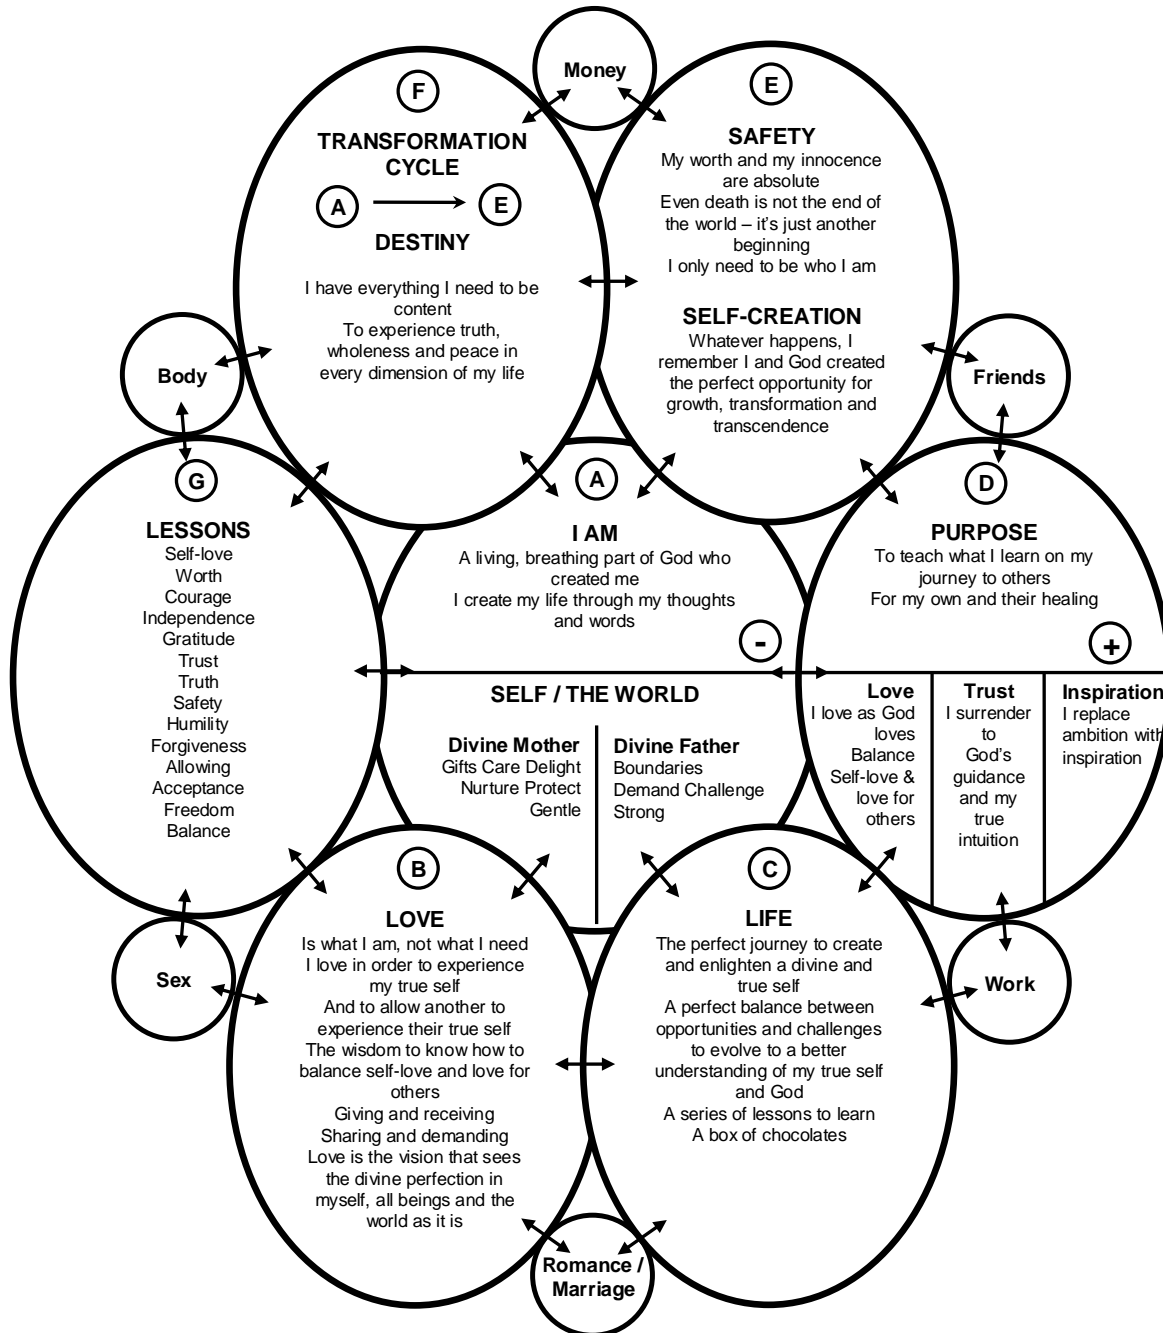 Money
F
TRANSFORMATION
CYCLE
A
E
DESTINY
I have everything I need to be
content
To experience truth,
wholeness and peace in
every dimension of my life
E
SAFETY
My worth and my innocence
are absolute
Even death is not the end of
the world – it's just another
beginning
I only need to be who I am
SELF-CREATION
Whatever happens, I
remember I and God created
the perfect opportunity for
growth, transformation and
transcendence
Body
Friends
G
LESSONS
Self-love
Worth
Courage
Independence
Gratitude
Trust
Truth
Safety
Humility
Forgiveness
Allowing
Acceptance
Freedom
Balance
A
I AM
A living, breathing part of God who
created me
I create my life through my thoughts
and words
-
SELF / THE WORLD
Divine Mother
Gifts Care Delight
Nurture Protect
Gentle
Divine Father
Boundaries
Demand Challenge
Strong
D
PURPOSE
To teach what I learn on my
journey to others
For my own and their healing
+
Love
I love as God
loves
Balance
Self-love &
love for
others
Trust
I surrender
to
God's
guidance
and my
true
intuition
Inspiration
I replace
ambition with
inspiration
B
LOVE
Is what I am, not what I need
I love in order to experience
my true self
And to allow another to
experience their true self
The wisdom to know how to
balance self-love and love for
others
Giving and receiving
Sharing and demanding
Love is the vision that sees
the divine perfection in
myself, all beings and the
world as it is
C
LIFE
The perfect journey to create
and enlighten a divine and
true self
A perfect balance between
opportunities and challenges
to evolve to a better
understanding of my true self
and God
A series of lessons to learn
A box of chocolates
Sex
Work
Romance /
Marriage